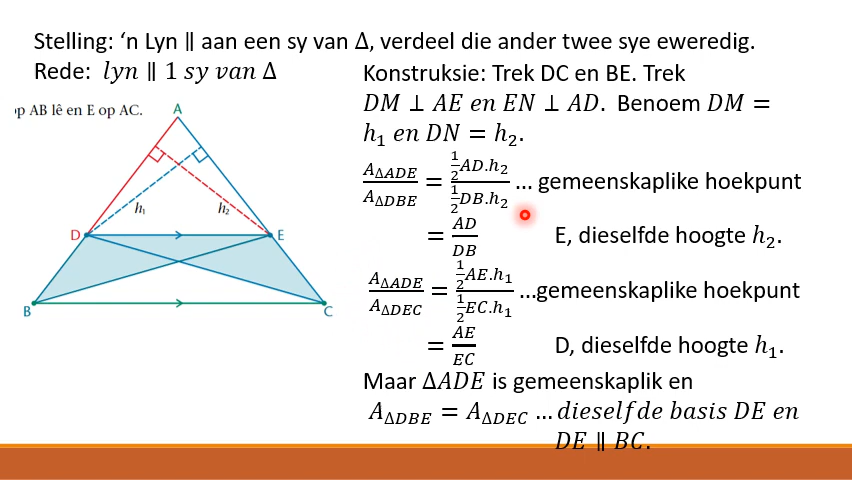 Stelling: ‘n Lyn ∥ aan een sy van Δ, verdeel die ander twee sye eweredig.
Rede: lyn ∥ 1 sy van Δ
Konstruksie: Trek DC en BE. Trek
DM ⊥ AE en EN ⊥ AD. Benoem DM =
h₁ en DN = h₂.
op AB lê en E op AC.
A
h₁
h₂
D
E
B
C
A_ΔADE / A_ΔDBE = ½AD.h₂ / ½DB.h₂ ... gemeenskaplike hoekpunt
= AD/DB E, dieselfde hoogte h₂.
A_ΔADE / A_ΔDEC = ½AE.h₁ / ½EC.h₁ ...gemeenskaplike hoekpunt
= AE/EC D, dieselfde hoogte h₁.
Maar ΔADE is gemeenskaplik en
A_ΔDBE = A_ΔDEC ... dieselfde basis DE en
DE ∥ BC.